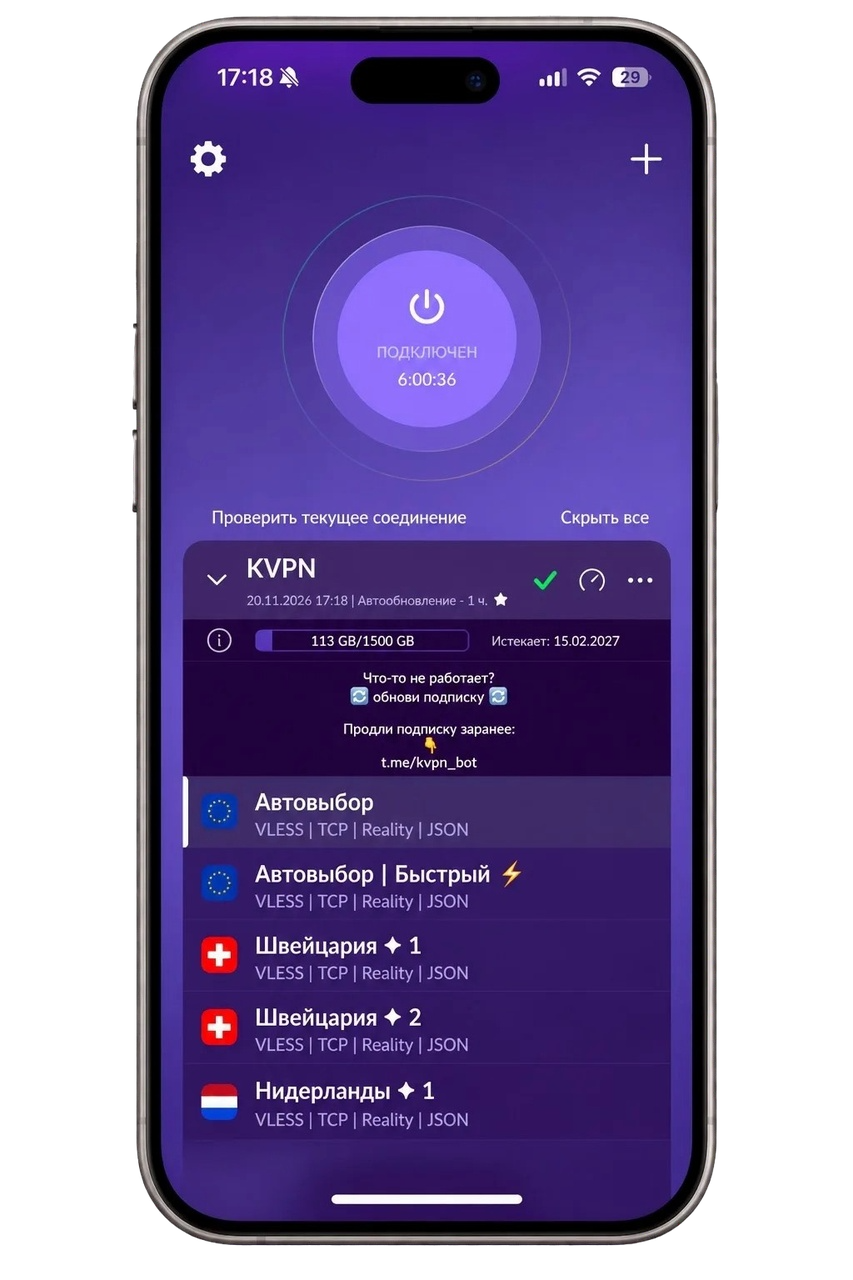 17:18
29
ПОДКЛЮЧЕН
6:00:36
Проверить текущее соединение Скрыть все
KVPN
20.11.2026 17:18 | Автообновление - 1 ч.
113 GB/1500 GB Истекает: 15.02.2027
Что-то не работает?
обнови подписку
Продли подписку заранее:
t.me/kvpn_bot
Автовыбор
VLESS | TCP | Reality | JSON
Автовыбор | Быстрый ⚡
VLESS | TCP | Reality | JSON
Швейцария ✦ 1
VLESS | TCP | Reality | JSON
Швейцария ✦ 2
VLESS | TCP | Reality | JSON
Нидерланды ✦ 1
VLESS | TCP | Reality | JSON